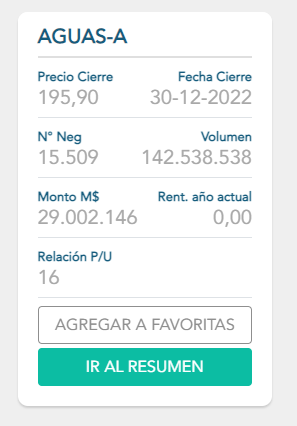 AGUAS-A
Precio Cierre Fecha Cierre
195,90 30-12-2022
N° Neg Volumen
15.509 142.538.538
Monto M$ Rent. año actual
29.002.146 0,00
Relación P/U
16
AGREGAR A FAVORITAS
IR AL RESUMEN